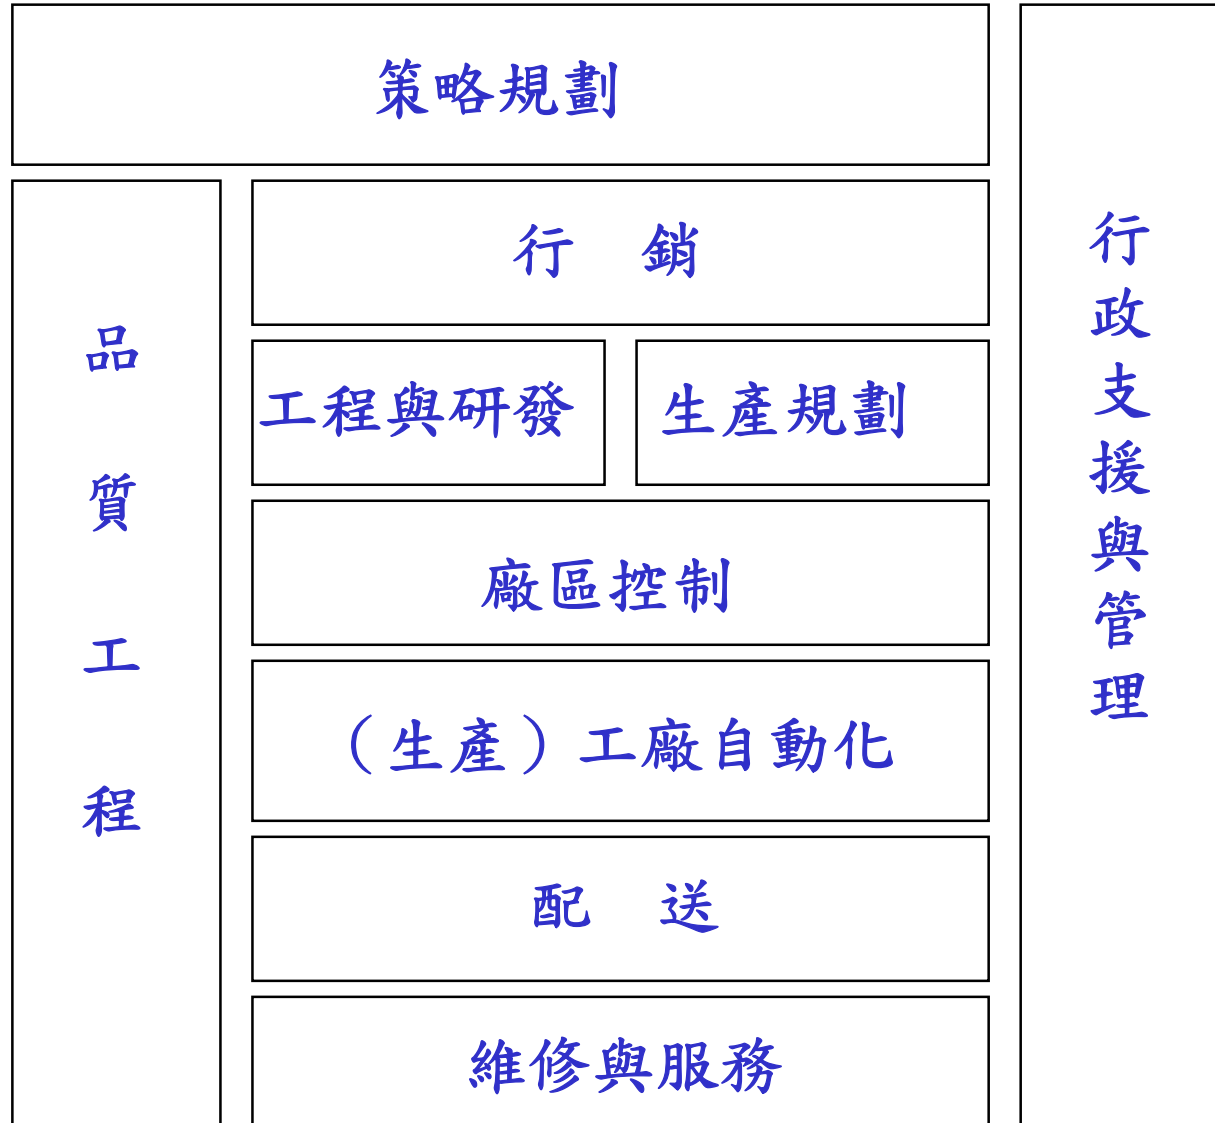 策略規劃
行政支援與管理
品質工程
行　銷
工程與研發
生產規劃
廠區控制
（生產）工廠自動化
配　送
維修與服務